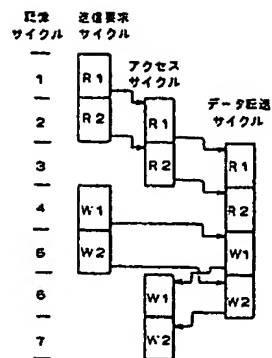 記憶 送信要求
サイクル サイクル
アクセス
サイクル
データ転送
サイクル
1 R1
2 R2 R1
3 R2 R1
4 W1 R2
5 W2 W1
6 W1 W2
7 W2